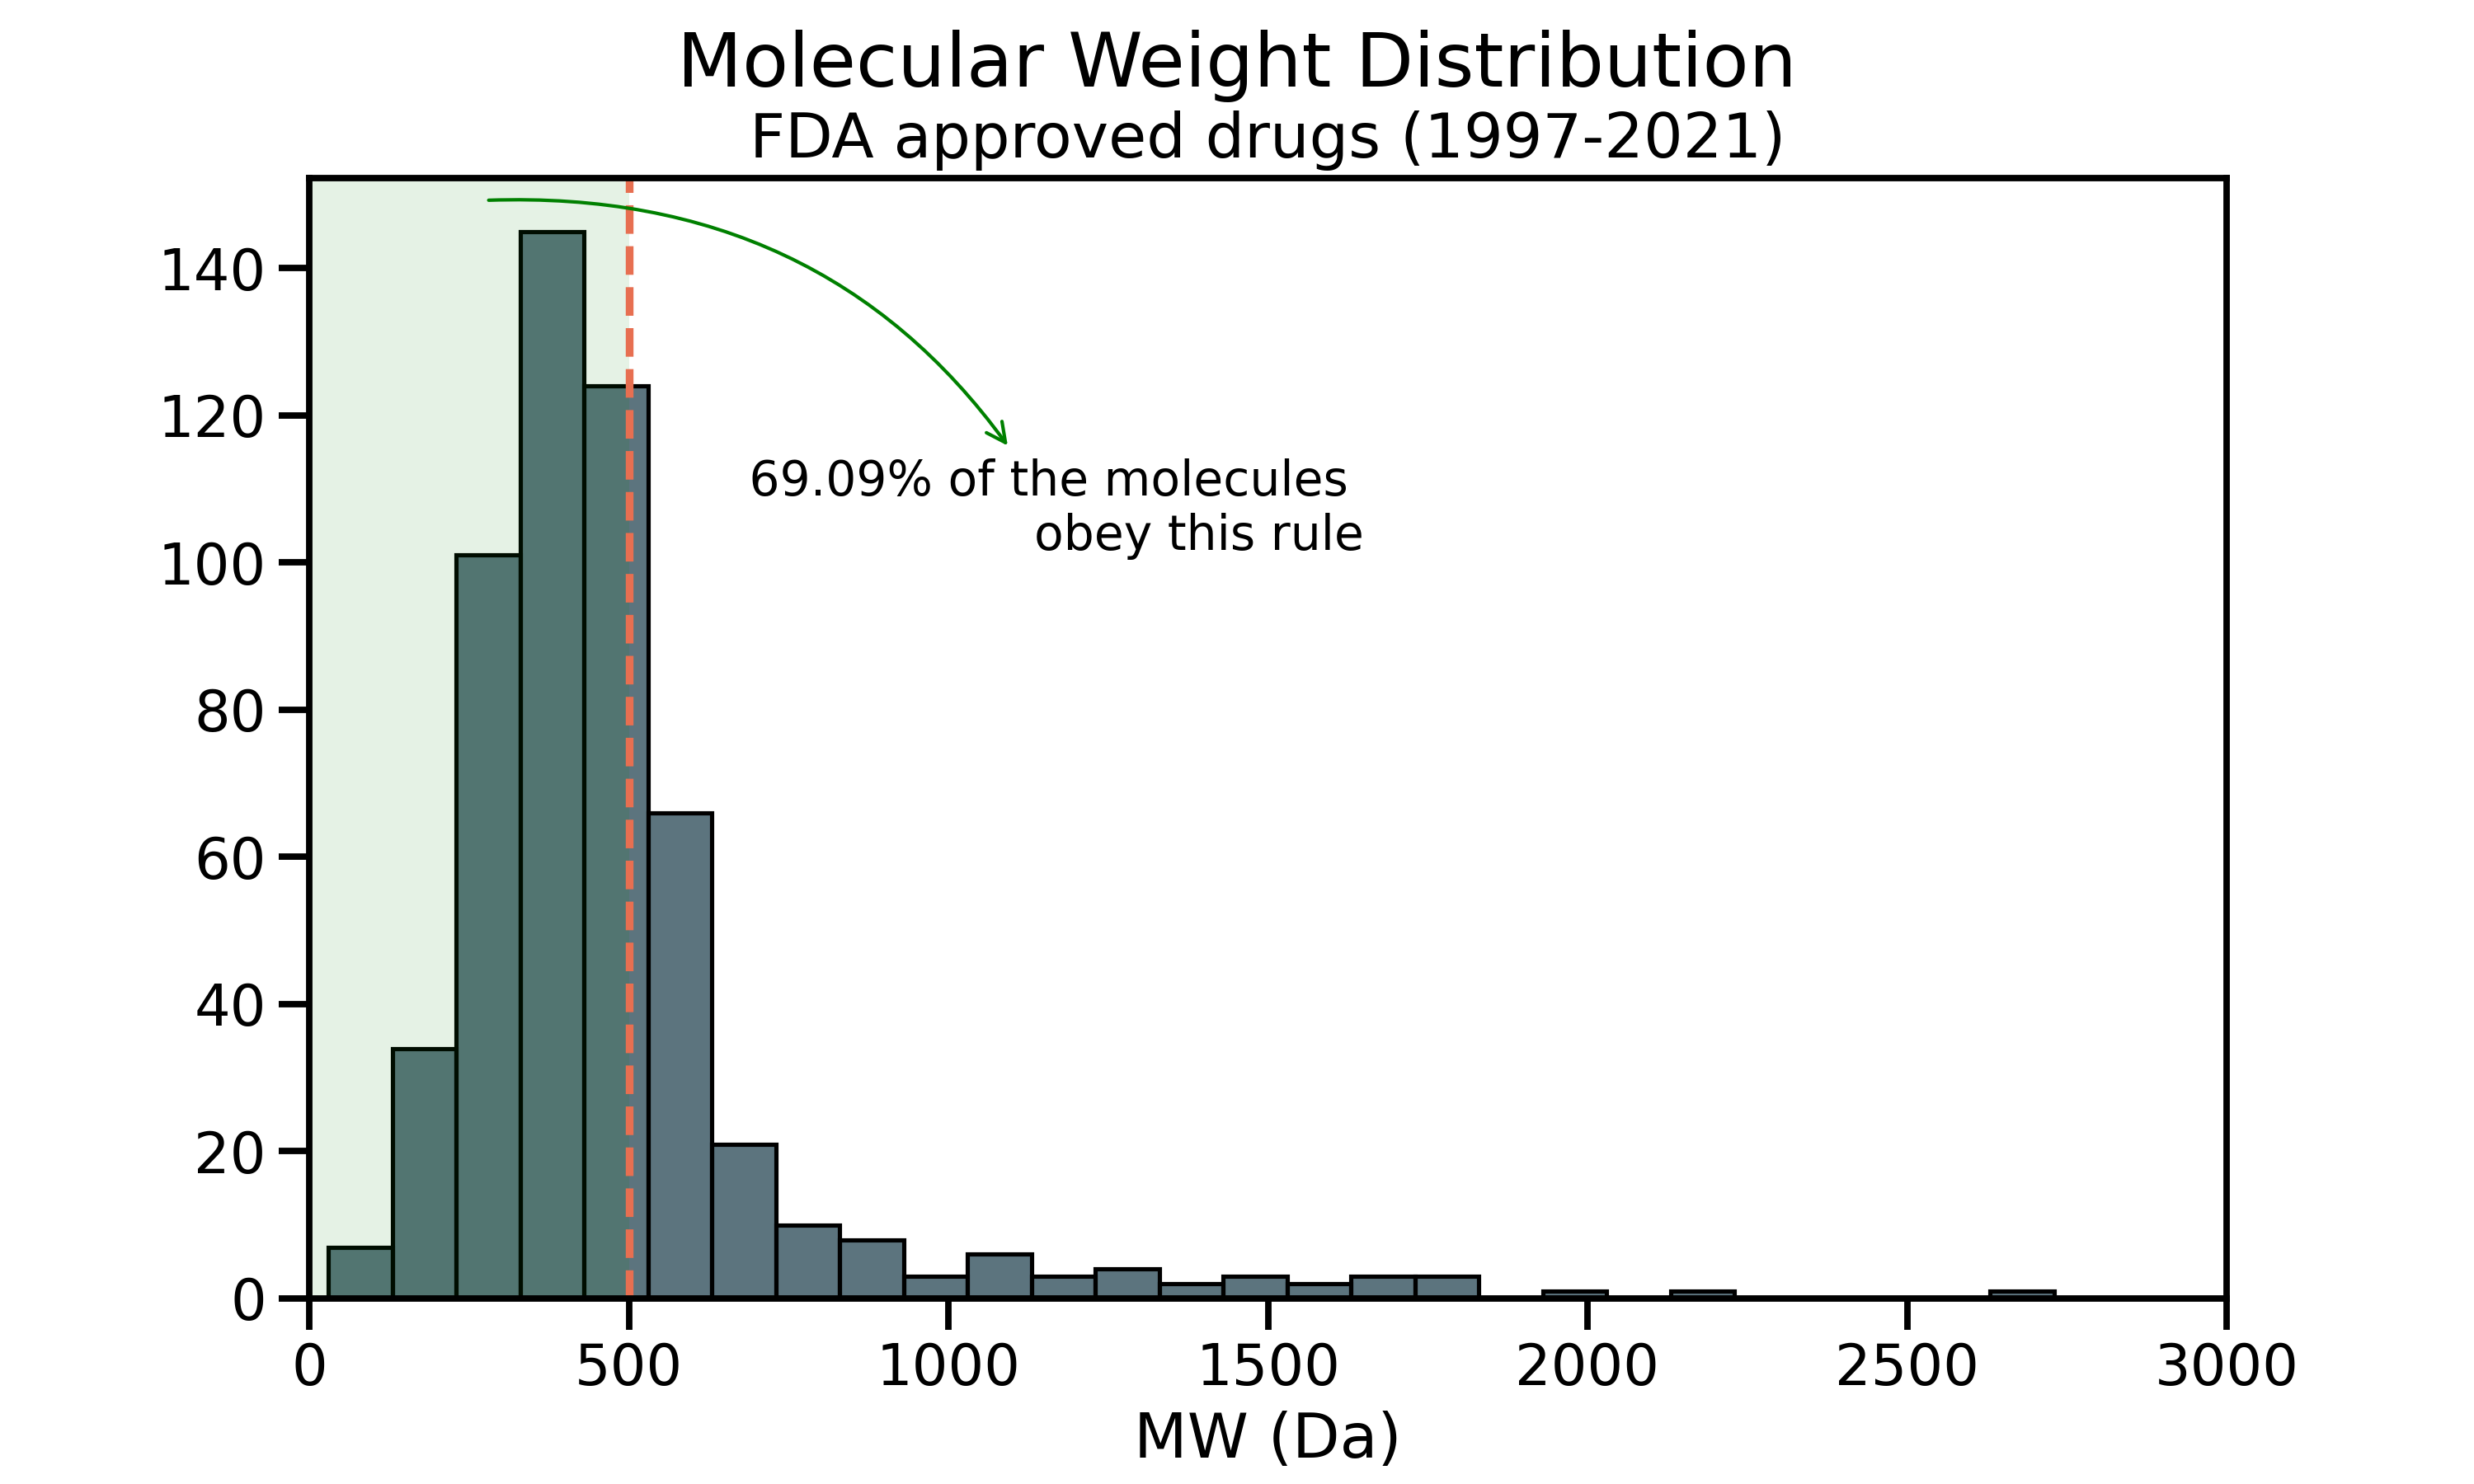 Molecular Weight Distribution
FDA approved drugs (1997-2021)
140
120
100
80
60
40
20
0
69.09% of the molecules
obey this rule
0 500 1000 1500 2000 2500 3000
MW (Da)